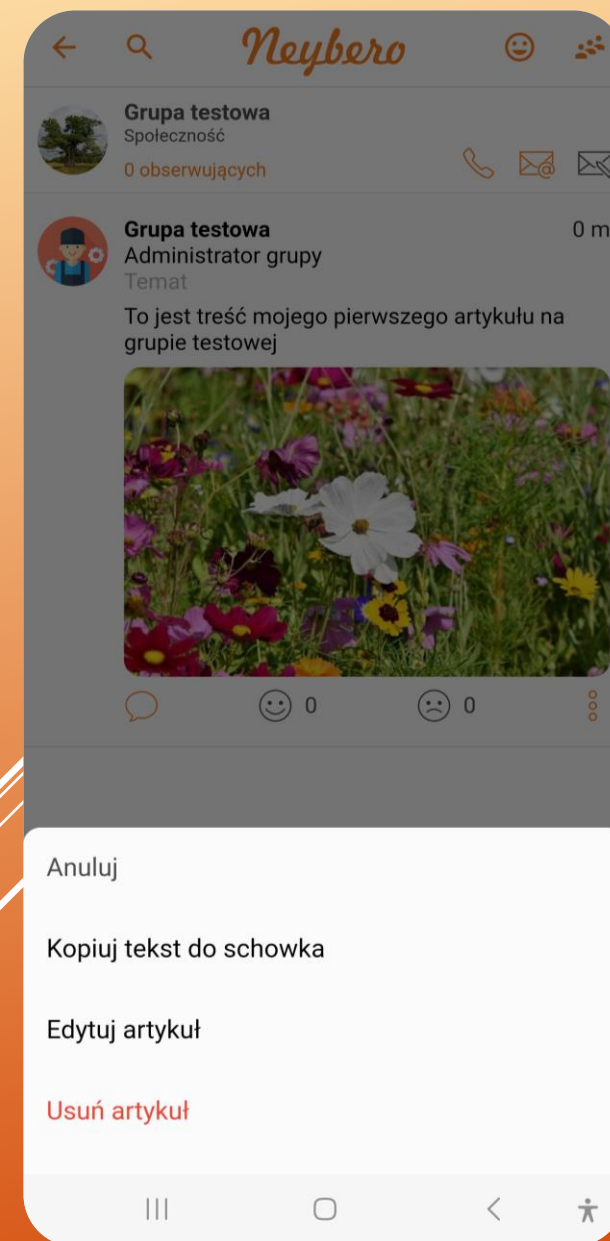 Neybero
Grupa testowa
Społeczność
0 obserwujących
Grupa testowa
0 m
Administrator grupy
Temat
To jest treść mojego pierwszego artykułu na
grupie testowej
0
0
Anuluj
Kopiuj tekst do schowka
Edytuj artykuł
Usuń artykuł